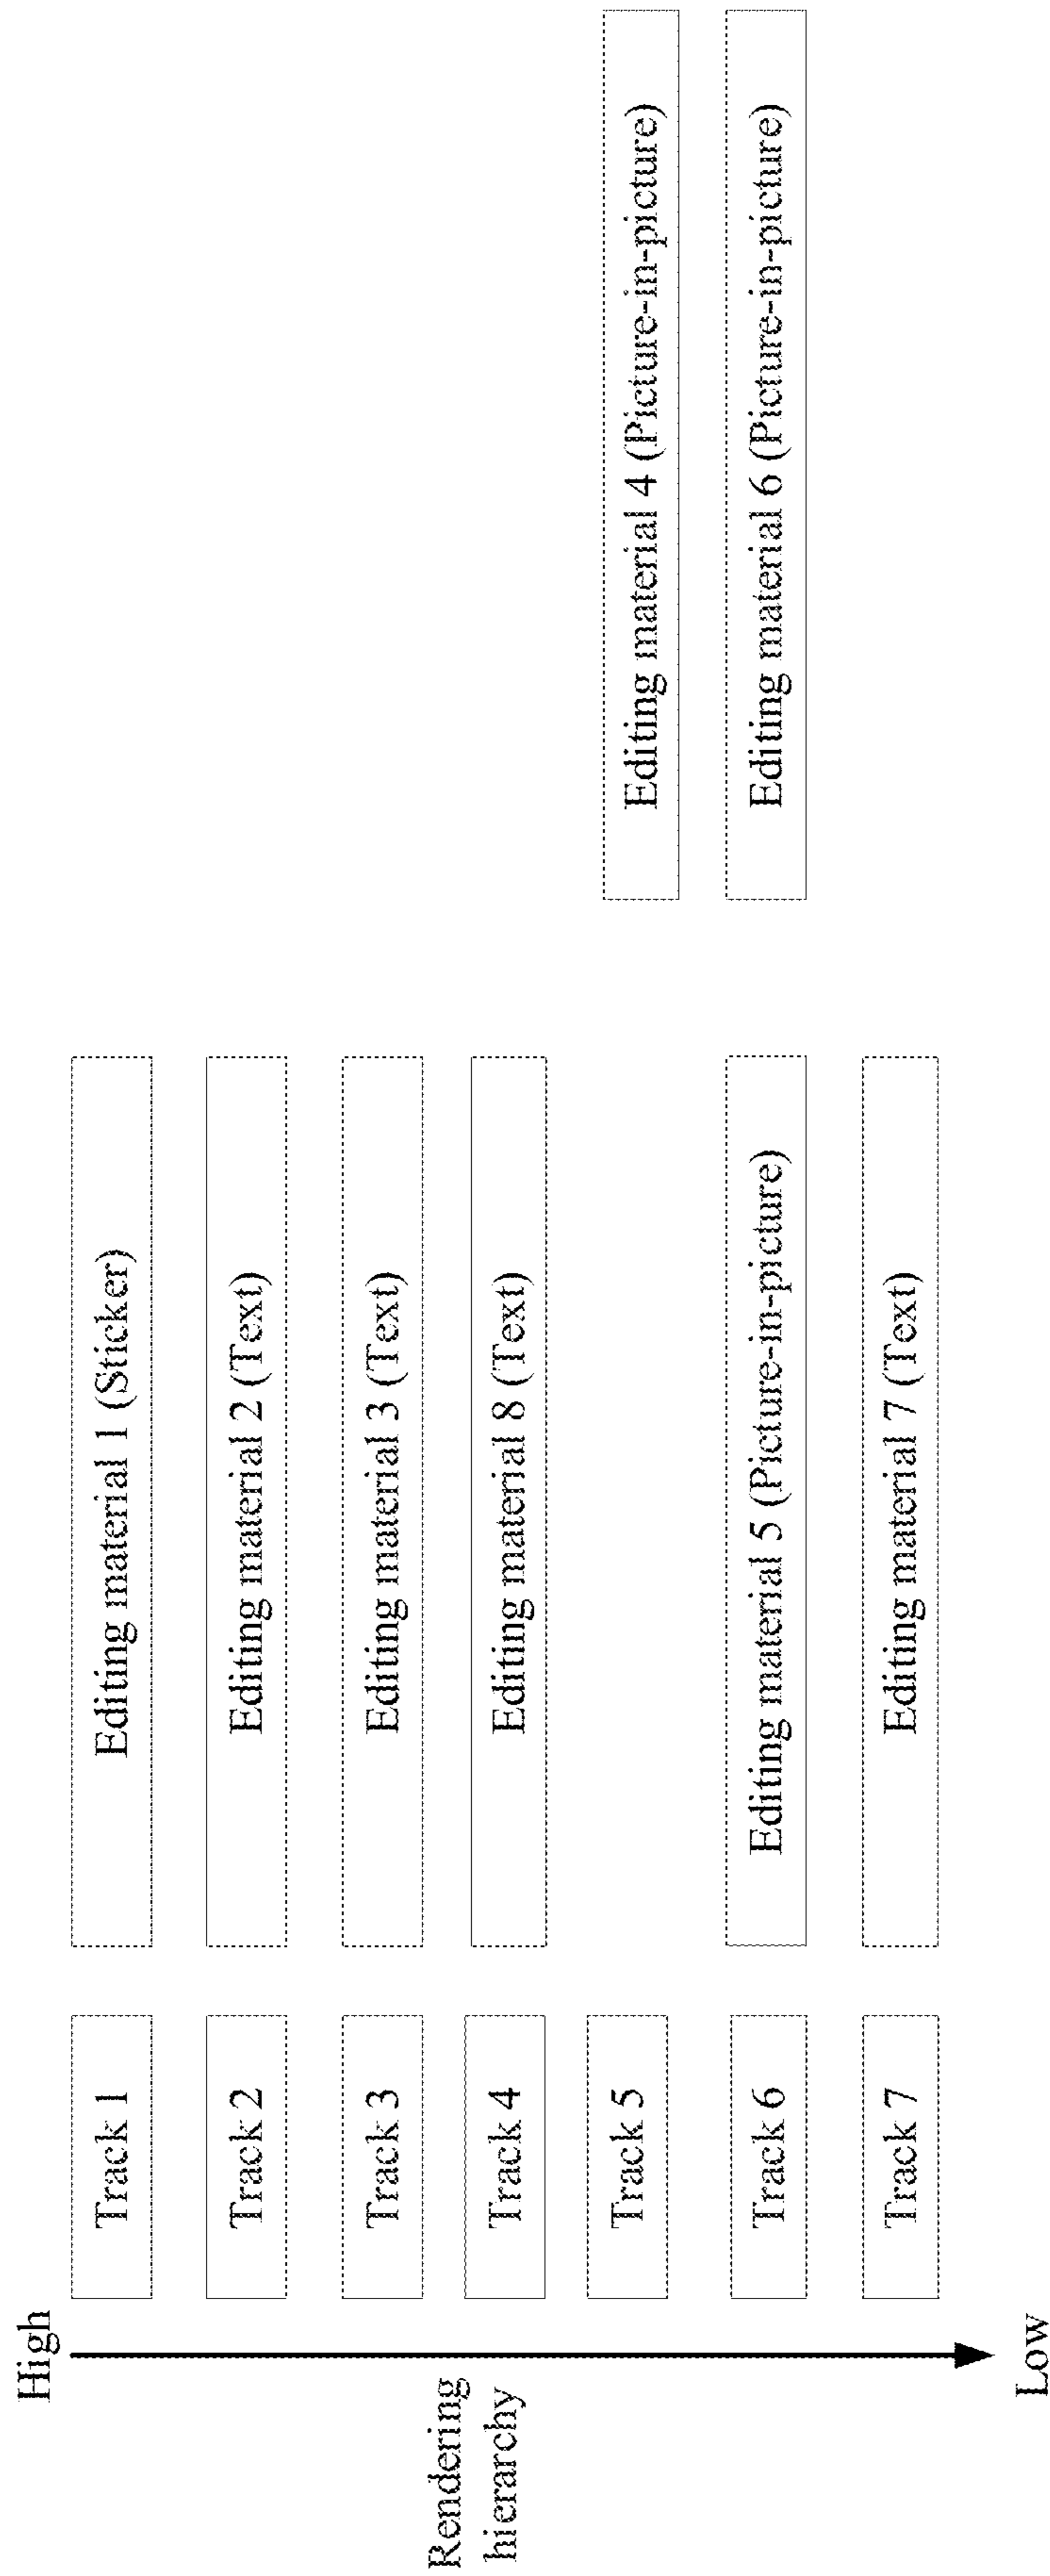 High
Rendering
hierarchy
Low
Track 1
Editing material 1 (Sticker)
Track 2
Editing material 2 (Text)
Track 3
Editing material 3 (Text)
Track 4
Editing material 8 (Text)
Track 5
Editing material 4 (Picture-in-picture)
Track 6
Editing material 5 (Picture-in-picture)
Editing material 6 (Picture-in-picture)
Track 7
Editing material 7 (Text)